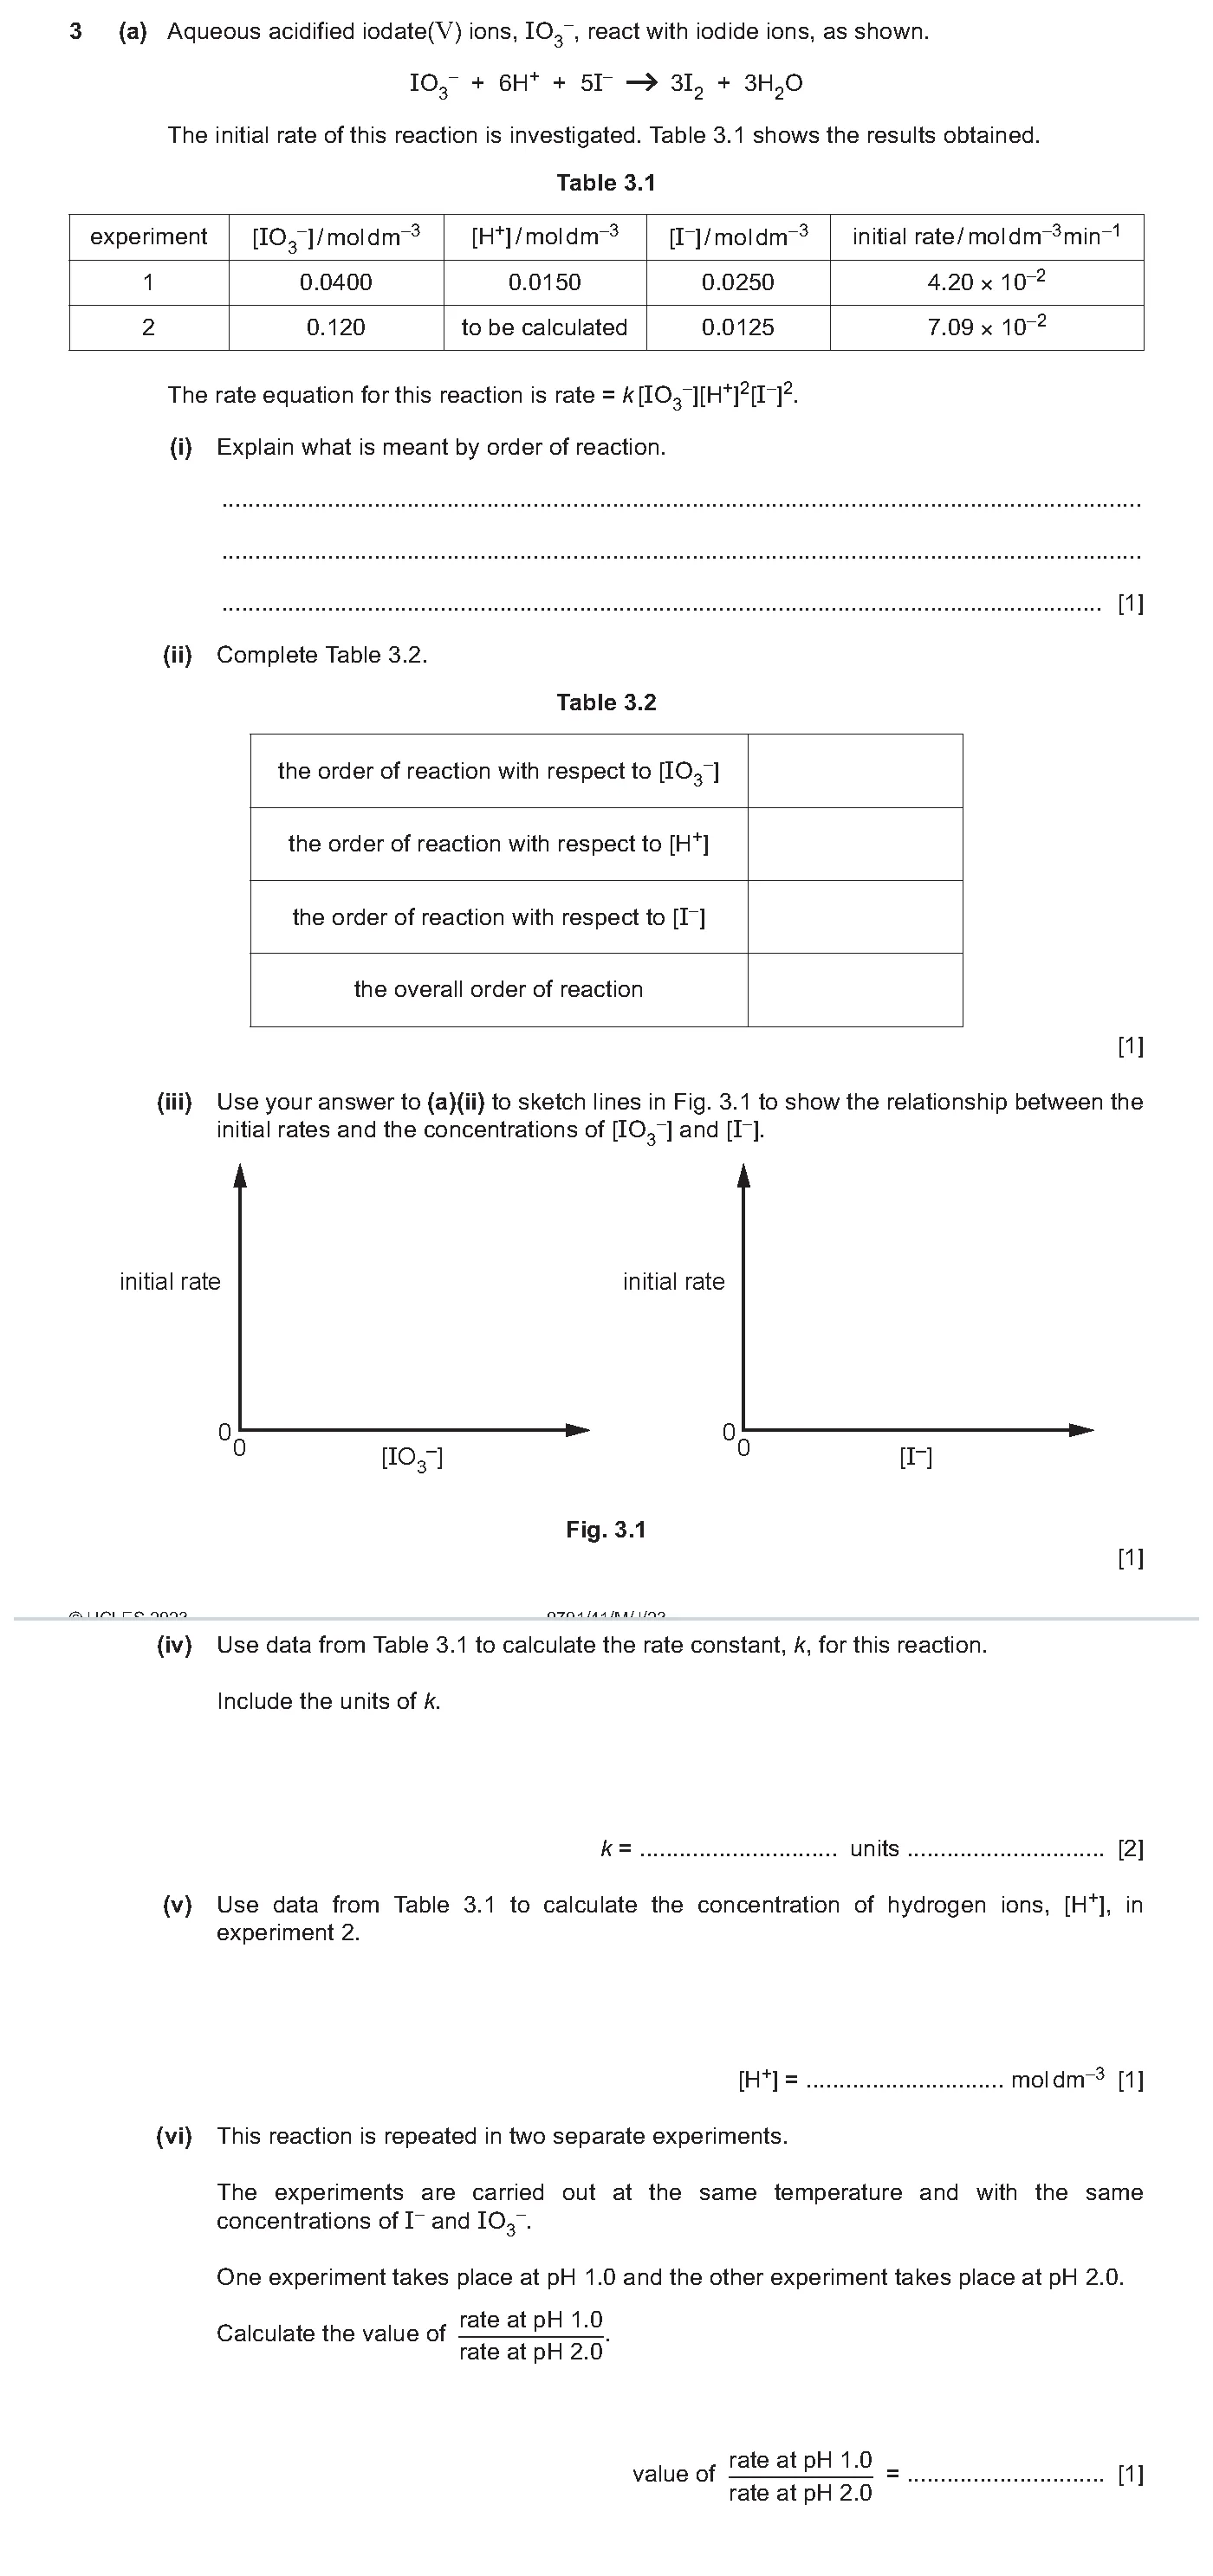 3 (a) Aqueous acidified iodate(V) ions, IO₃⁻, react with iodide ions, as shown.
IO₃⁻ + 6H⁺ + 5I⁻ → 3I₂ + 3H₂O
The initial rate of this reaction is investigated. Table 3.1 shows the results obtained.
Table 3.1
experiment [IO₃⁻]/mol dm⁻³ [H⁺]/mol dm⁻³ [I⁻]/mol dm⁻³ initial rate/mol dm⁻³ min⁻¹
1 0.0400 0.0150 0.0250 4.20 × 10⁻²
2 0.120 to be calculated 0.0125 7.09 × 10⁻²
The rate equation for this reaction is rate = k[IO₃⁻][H⁺]²[I⁻]².
(i) Explain what is meant by order of reaction.
[1]
(ii) Complete Table 3.2.
Table 3.2
the order of reaction with respect to [IO₃⁻]
the order of reaction with respect to [H⁺]
the order of reaction with respect to [I⁻]
the overall order of reaction
[1]
(iii) Use your answer to (a)(ii) to sketch lines in Fig. 3.1 to show the relationship between the
initial rates and the concentrations of [IO₃⁻] and [I⁻].
initial rate initial rate
0 0
0 [IO₃⁻] 0 [I⁻]
Fig. 3.1
[1]
© UCLES 2023 9701/41/M/J/23
(iv) Use data from Table 3.1 to calculate the rate constant, k, for this reaction.
Include the units of k.
k = .............................. units .............................. [2]
(v) Use data from Table 3.1 to calculate the concentration of hydrogen ions, [H⁺], in
experiment 2.
[H⁺] = .............................. mol dm⁻³ [1]
(vi) This reaction is repeated in two separate experiments.
The experiments are carried out at the same temperature and with the same
concentrations of I⁻ and IO₃⁻.
One experiment takes place at pH 1.0 and the other experiment takes place at pH 2.0.
Calculate the value of rate at pH 1.0 / rate at pH 2.0.
value of rate at pH 1.0 / rate at pH 2.0 = .............................. [1]